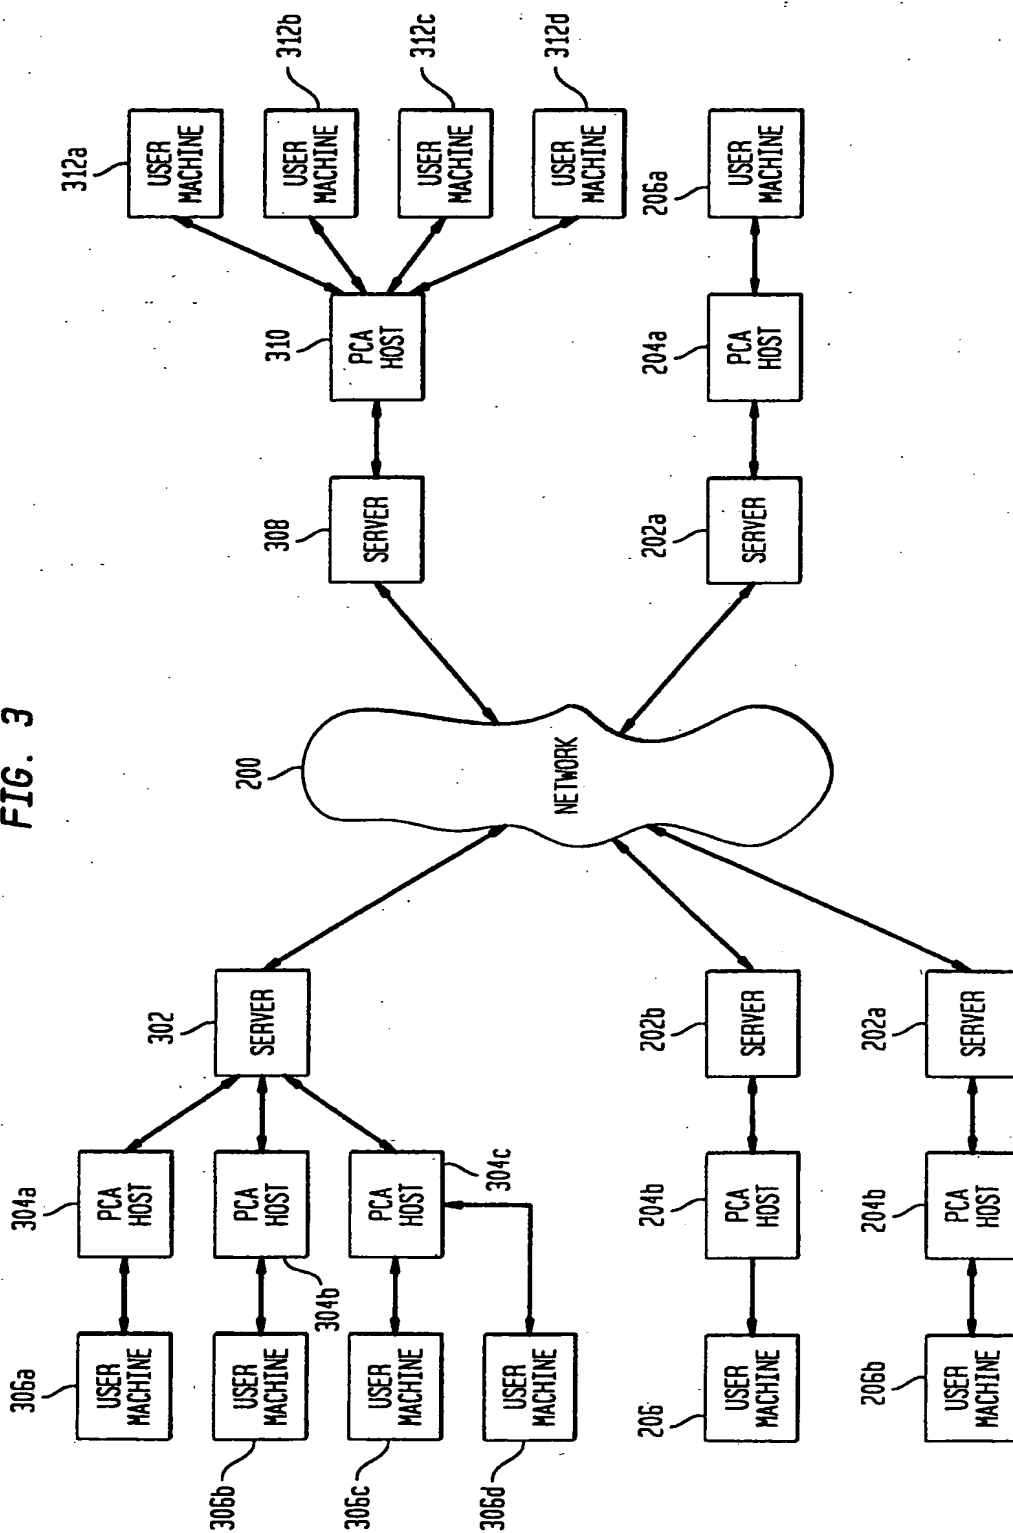 FIG. 3
306a
USER
MACHINE
304a
PCA
HOST
306b
USER
MACHINE
304b
PCA
HOST
302
SERVER
306c
USER
MACHINE
304c
PCA
HOST
306d
USER
MACHINE
206
USER
MACHINE
204b
PCA
HOST
202b
SERVER
206b
USER
MACHINE
204b
PCA
HOST
202a
SERVER
200
NETWORK
308
SERVER
310
PCA
HOST
312a
USER
MACHINE
312b
USER
MACHINE
312c
USER
MACHINE
312d
USER
MACHINE
202a
SERVER
204a
PCA
HOST
206a
USER
MACHINE